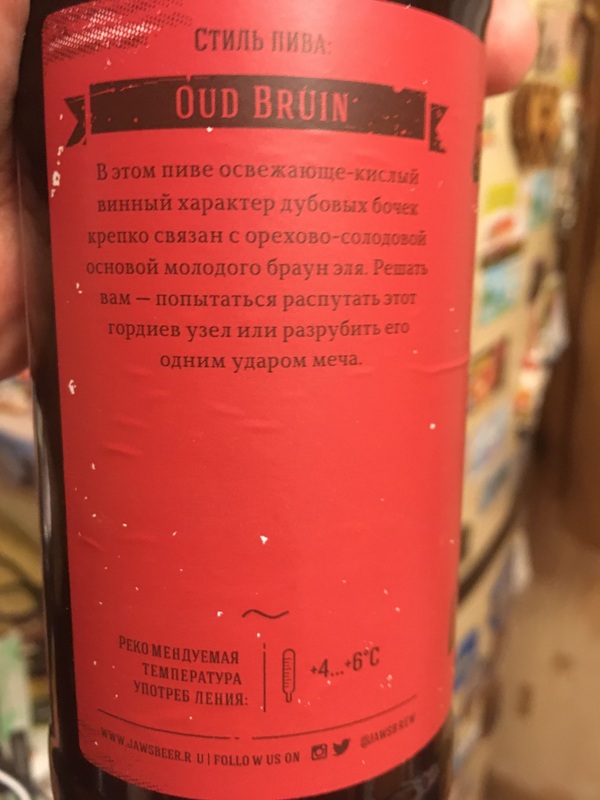 Стиль пива:
OUD BRUIN
В этом пиве освежающе-кислый
винный характер дубовых бочек
крепко связан с орехово-солодовой
основой молодого браун эля. Решать
вам — попытаться распутать этот
гордиев узел или разрубить его
одним ударом меча.
РЕКОМЕНДУЕМАЯ
ТЕМПЕРАТУРА
УПОТРЕБЛЕНИЯ:
+4...+6°C
WWW.JAWSBEER.RU | FOLLOW US ON @JAWSBREW